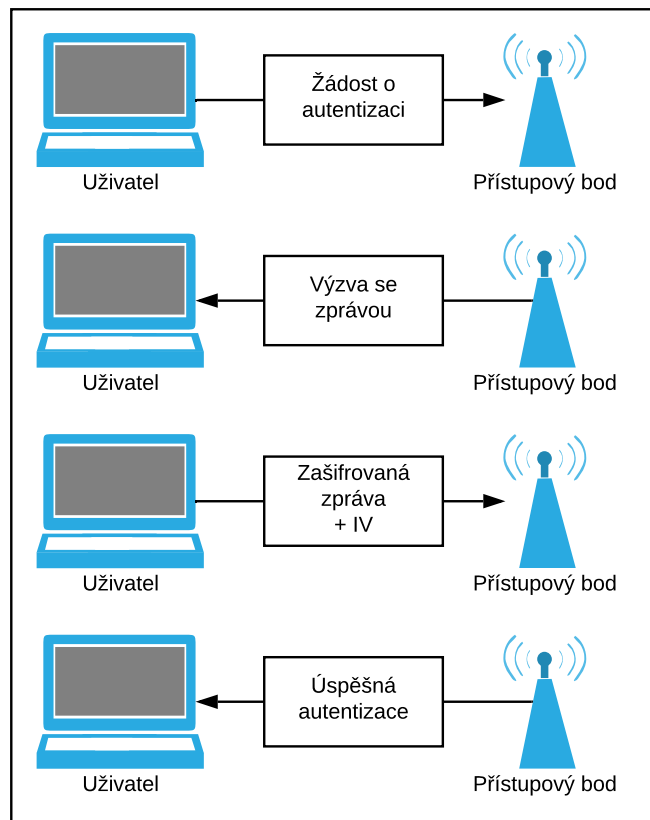 Žádost o
autentizaci
Uživatel
Přístupový bod
Výzva se
zprávou
Uživatel
Přístupový bod
Zašifrovaná
zpráva
+ IV
Uživatel
Přístupový bod
Úspěšná
autentizace
Uživatel
Přístupový bod